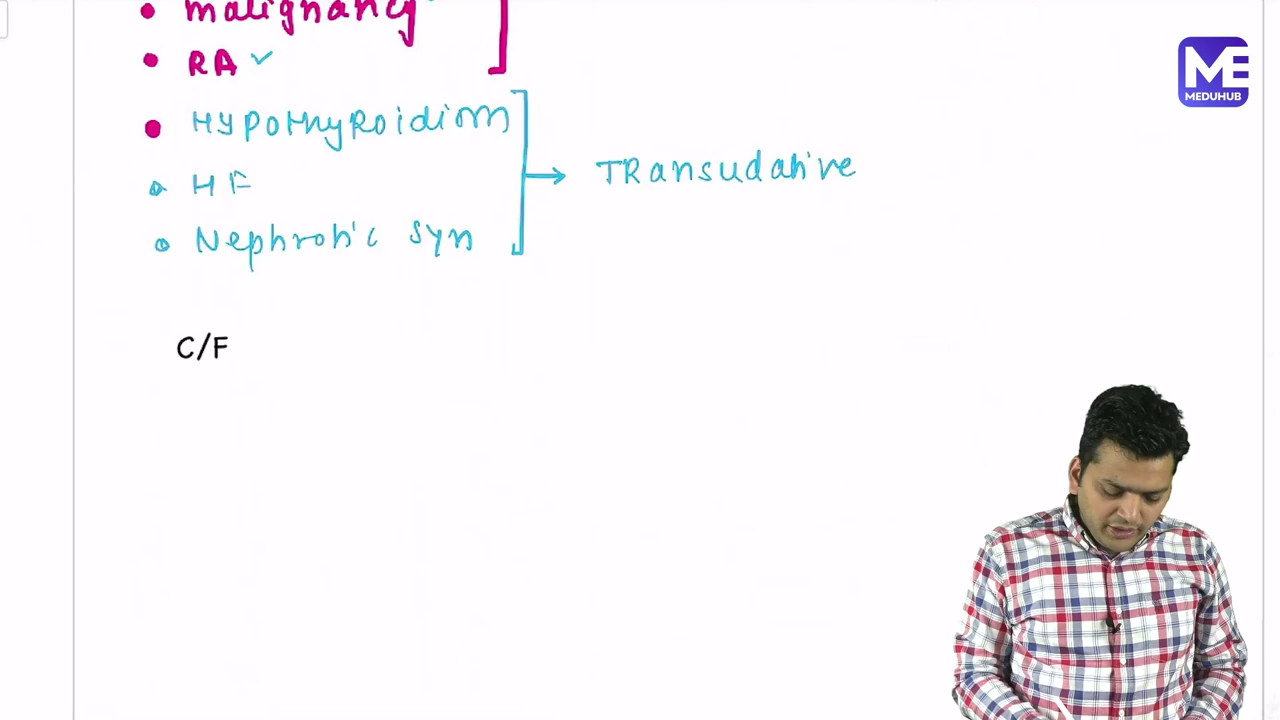 • malignancy
• RA ✓
ME
MEDUHUB
• Hypothyroidism
• HF
• Nephrotic Syn
→ Transudative
C/F